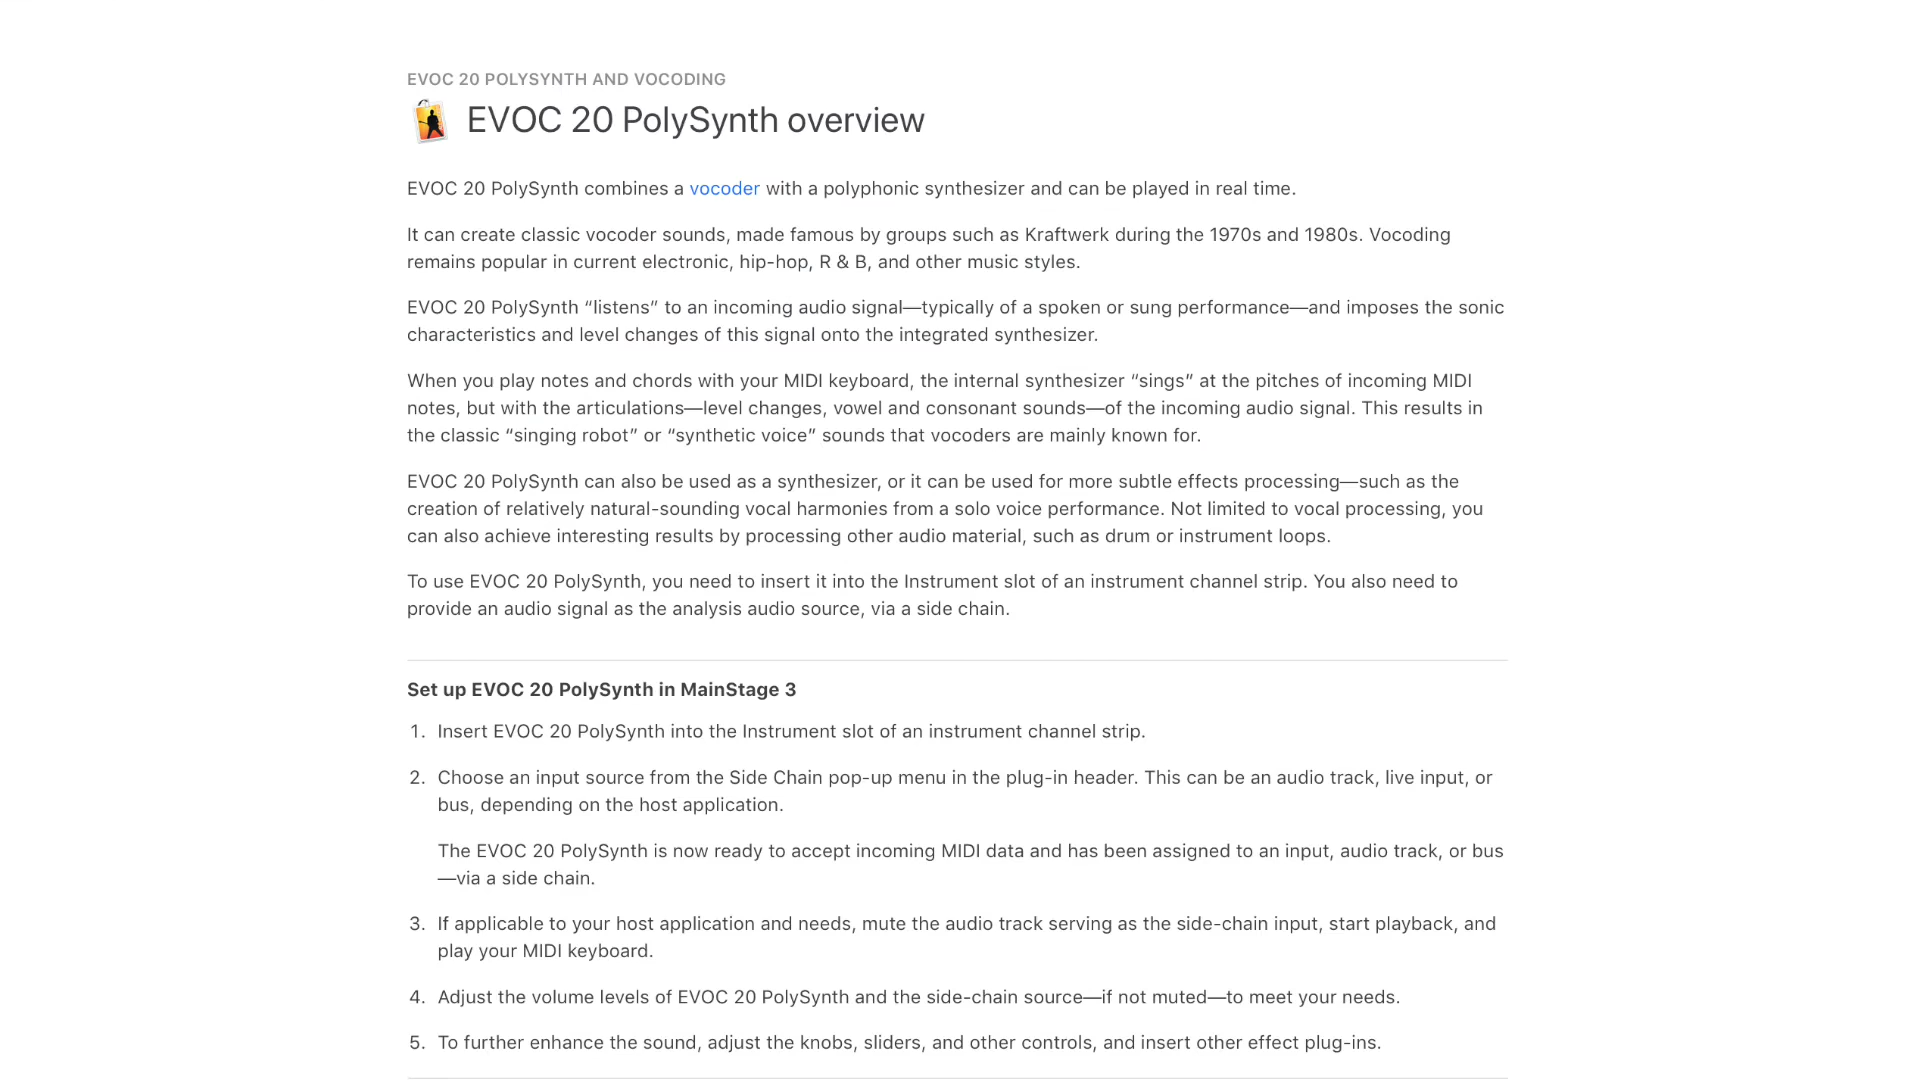 EVOC 20 POLYSYNTH AND VOCODING
EVOC 20 PolySynth overview
EVOC 20 PolySynth combines a vocoder with a polyphonic synthesizer and can be played in real time.
It can create classic vocoder sounds, made famous by groups such as Kraftwerk during the 1970s and 1980s. Vocoding
remains popular in current electronic, hip-hop, R & B, and other music styles.
EVOC 20 PolySynth “listens” to an incoming audio signal—typically of a spoken or sung performance—and imposes the sonic
characteristics and level changes of this signal onto the integrated synthesizer.
When you play notes and chords with your MIDI keyboard, the internal synthesizer “sings” at the pitches of incoming MIDI
notes, but with the articulations—level changes, vowel and consonant sounds—of the incoming audio signal. This results in
the classic “singing robot” or “synthetic voice” sounds that vocoders are mainly known for.
EVOC 20 PolySynth can also be used as a synthesizer, or it can be used for more subtle effects processing—such as the
creation of relatively natural-sounding vocal harmonies from a solo voice performance. Not limited to vocal processing, you
can also achieve interesting results by processing other audio material, such as drum or instrument loops.
To use EVOC 20 PolySynth, you need to insert it into the Instrument slot of an instrument channel strip. You also need to
provide an audio signal as the analysis audio source, via a side chain.
Set up EVOC 20 PolySynth in MainStage 3
1. Insert EVOC 20 PolySynth into the Instrument slot of an instrument channel strip.
2. Choose an input source from the Side Chain pop-up menu in the plug-in header. This can be an audio track, live input, or
bus, depending on the host application.
The EVOC 20 PolySynth is now ready to accept incoming MIDI data and has been assigned to an input, audio track, or bus
—via a side chain.
3. If applicable to your host application and needs, mute the audio track serving as the side-chain input, start playback, and
play your MIDI keyboard.
4. Adjust the volume levels of EVOC 20 PolySynth and the side-chain source—if not muted—to meet your needs.
5. To further enhance the sound, adjust the knobs, sliders, and other controls, and insert other effect plug-ins.